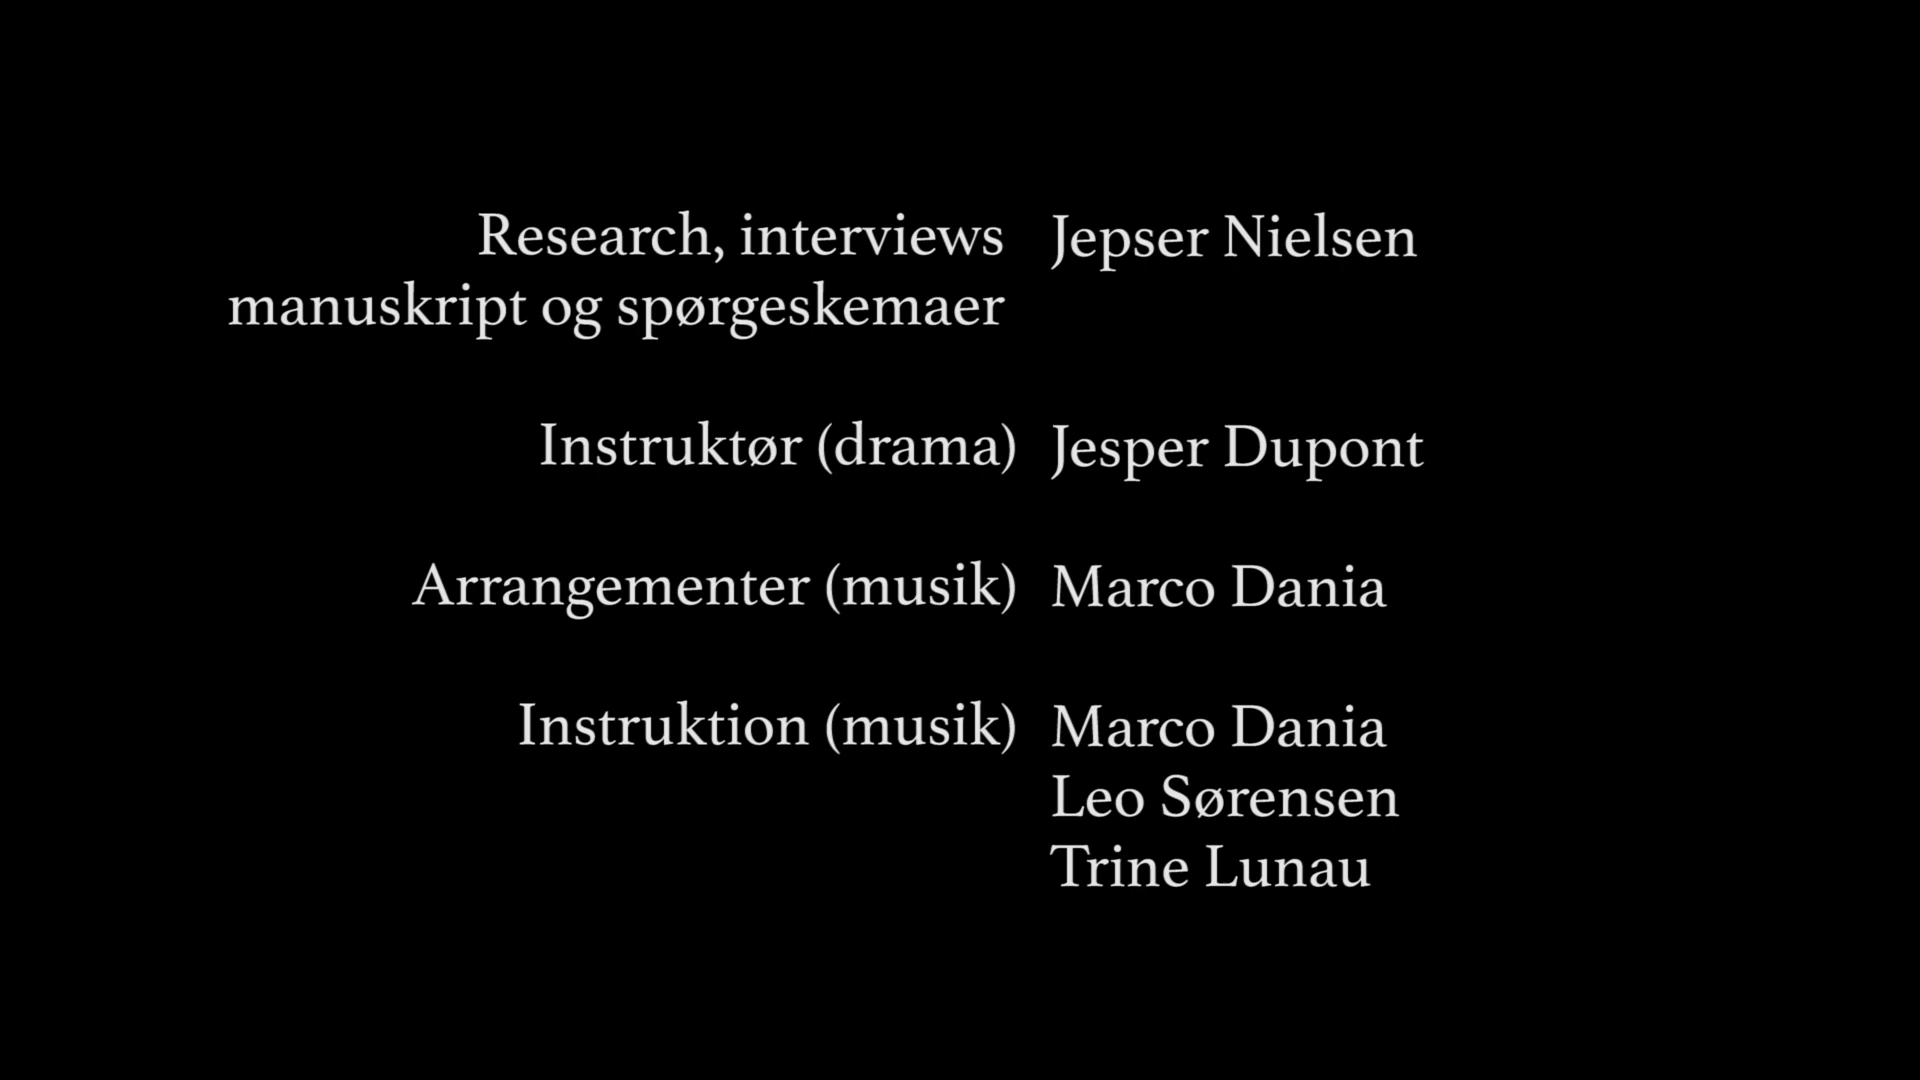 Research, interviews Jepser Nielsen
manuskript og spørgeskemaer
Instruktør (drama) Jesper Dupont
Arrangementer (musik) Marco Dania
Instruktion (musik) Marco Dania
Leo Sørensen
Trine Lunau